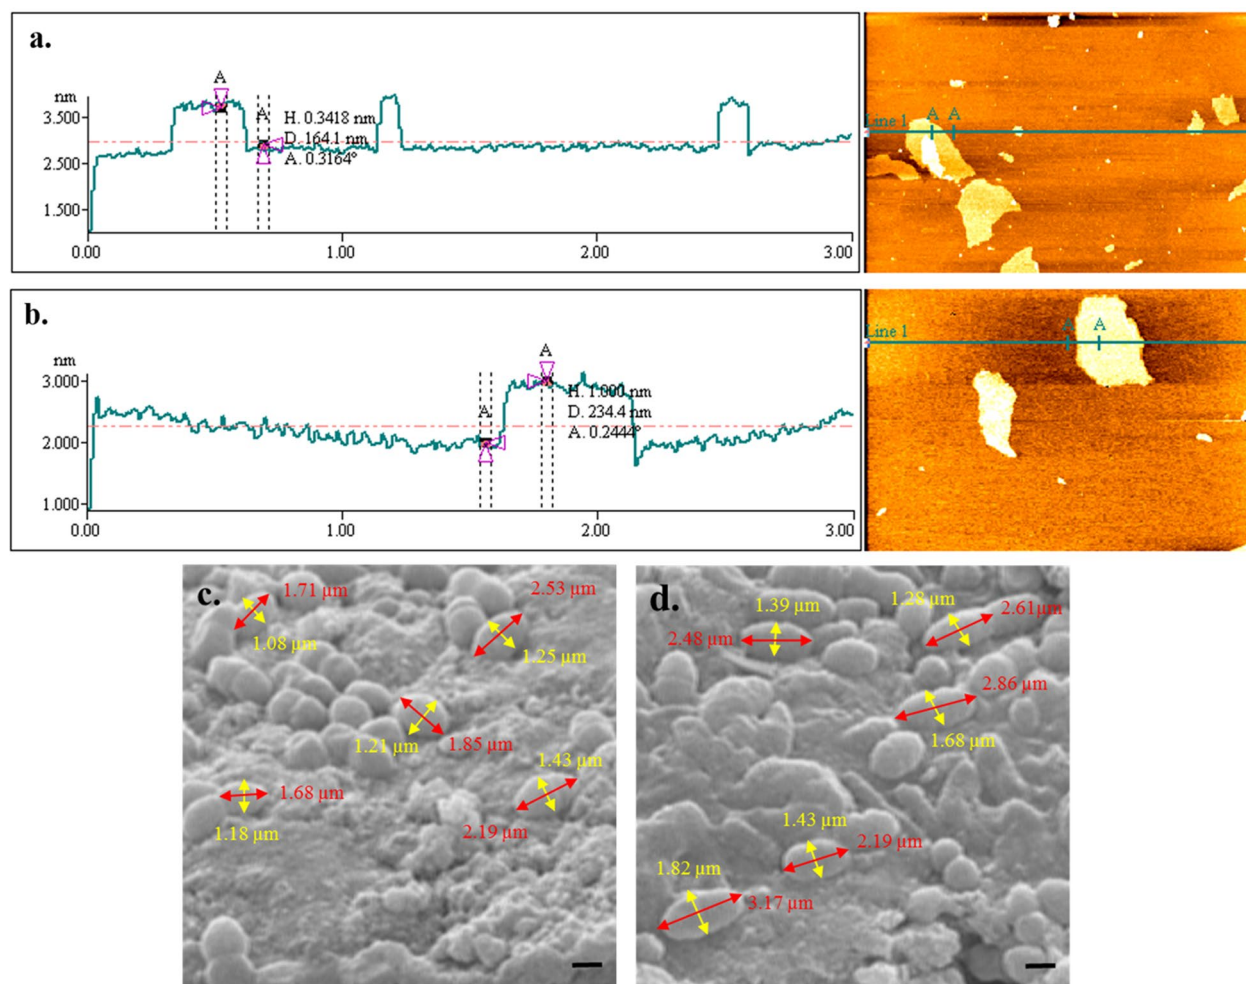 a.
nm
3.500
2.500
1.500
A
A
H. 0.3418 nm
D. 164.1 nm
A. 0.3164°
0.00
1.00
2.00
3.00
Line 1
A
A
b.
nm
3.000
2.000
1.000
A
A
H. 1.000 nm
D. 234.4 nm
A. 0.2444°
0.00
1.00
2.00
3.00
Line 1
A
A
c.
1.71 µm
1.08 µm
2.53 µm
1.25 µm
1.21 µm
1.85 µm
1.43 µm
1.68 µm
1.18 µm
2.19 µm
d.
1.39 µm
2.48 µm
1.28 µm
2.61µm
2.86 µm
1.68 µm
1.43 µm
2.19 µm
1.82 µm
3.17 µm